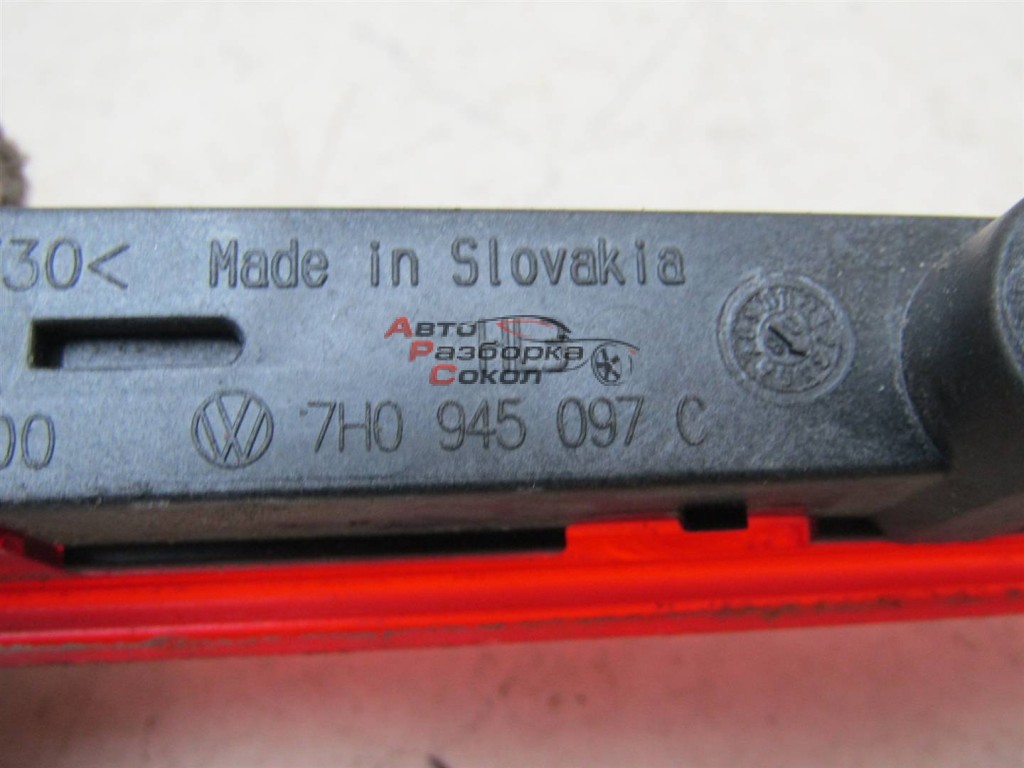 30< Made in Slovakia
Авто
Разборка
Сокол
00 7H0 945 097 C